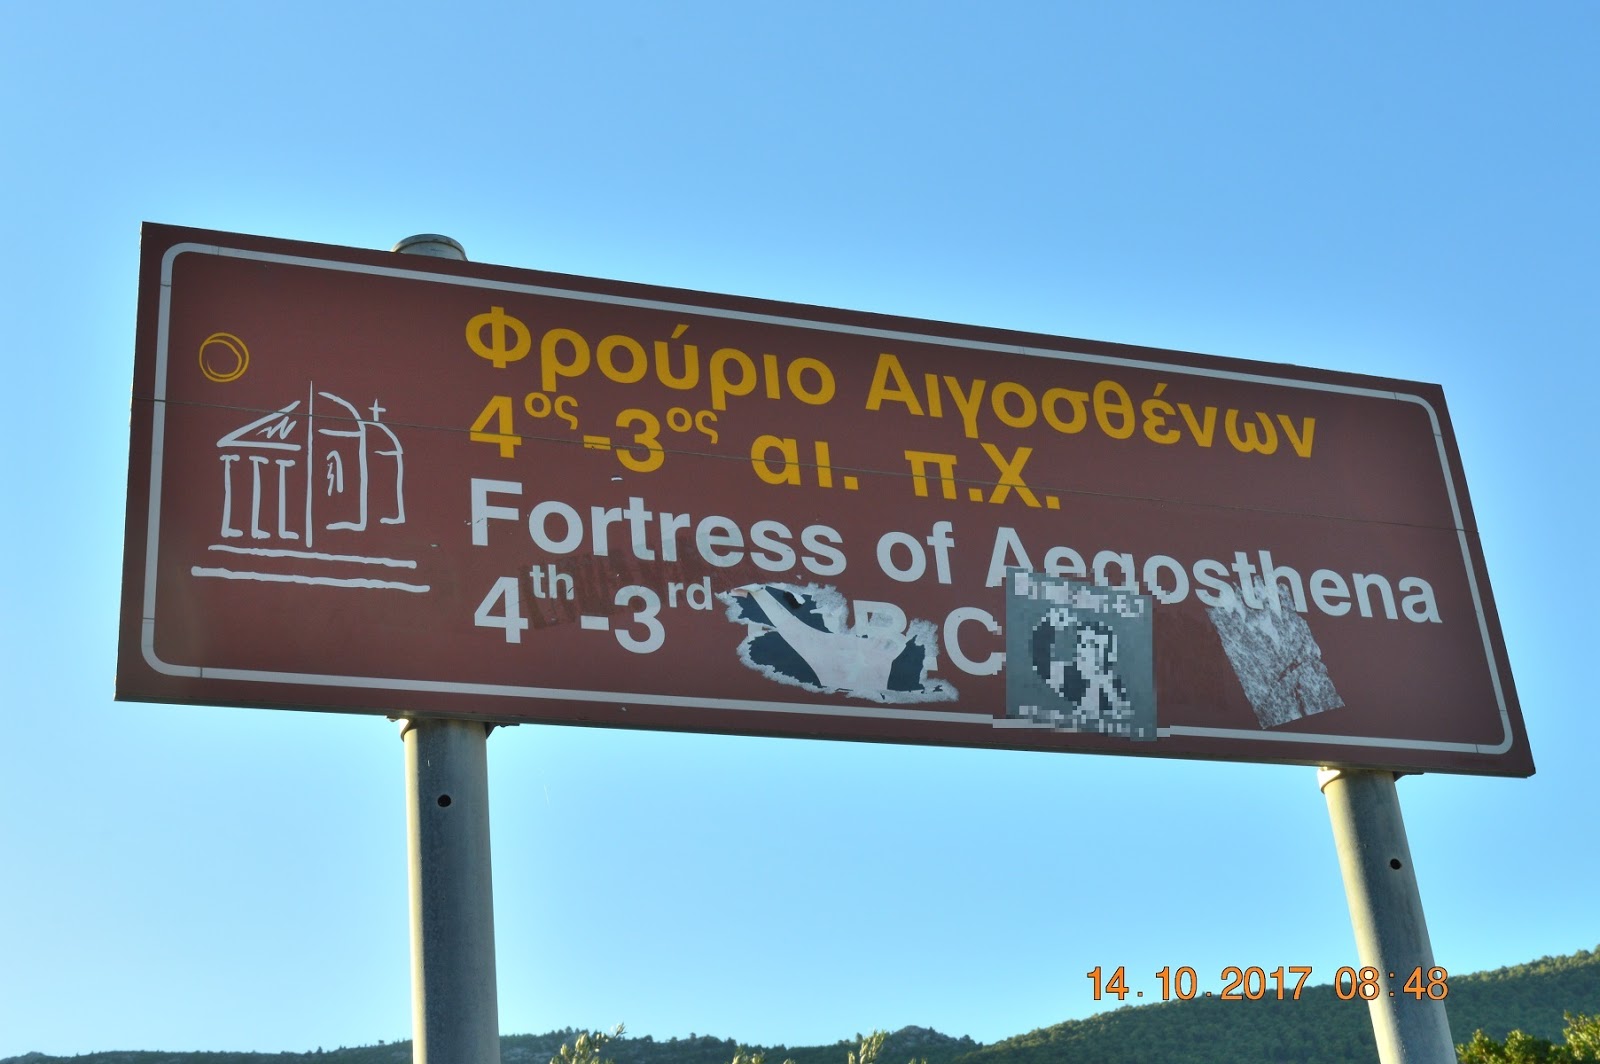 Φρούριο Αιγοσθένων
4ος-3ος αι. π.Χ.
Fortress of Aegosthena
4th-3rd B.C
14.10.2017 08:48